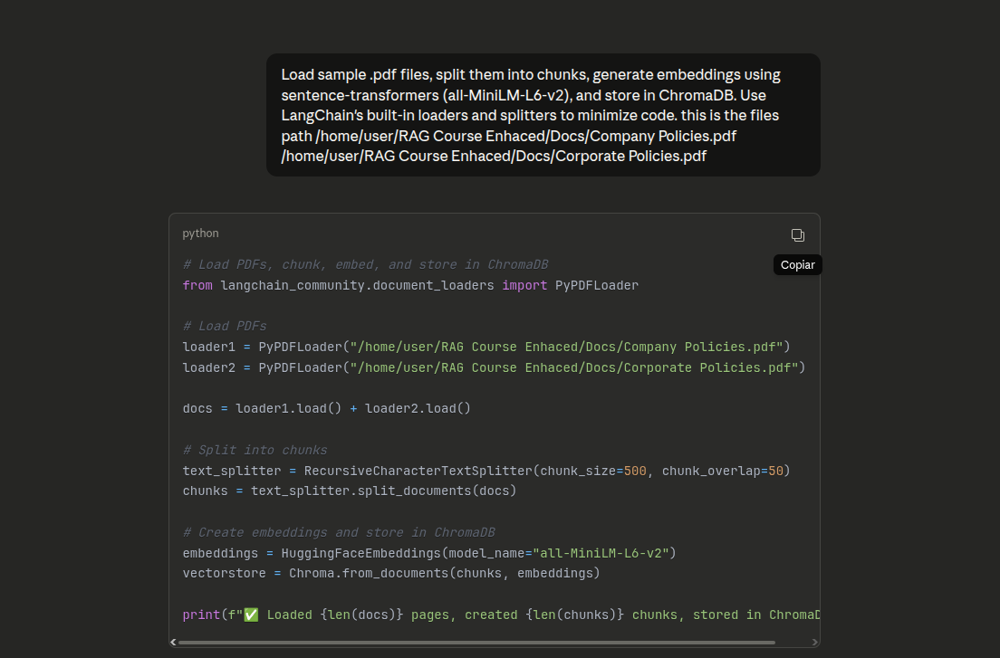 Load sample .pdf files, split them into chunks, generate embeddings using
sentence-transformers (all-MiniLM-L6-v2), and store in ChromaDB. Use
LangChain's built-in loaders and splitters to minimize code. this is the files
path /home/user/RAG Course Enhaced/Docs/Company Policies.pdf
/home/user/RAG Course Enhaced/Docs/Corporate Policies.pdf
python
Copiar
# Load PDFs, chunk, embed, and store in ChromaDB
from langchain_community.document_loaders import PyPDFLoader
# Load PDFs
loader1 = PyPDFLoader("/home/user/RAG Course Enhaced/Docs/Company Policies.pdf")
loader2 = PyPDFLoader("/home/user/RAG Course Enhaced/Docs/Corporate Policies.pdf")
docs = loader1.load() + loader2.load()
# Split into chunks
text_splitter = RecursiveCharacterTextSplitter(chunk_size=500, chunk_overlap=50)
chunks = text_splitter.split_documents(docs)
# Create embeddings and store in ChromaDB
embeddings = HuggingFaceEmbeddings(model_name="all-MiniLM-L6-v2")
vectorstore = Chroma.from_documents(chunks, embeddings)
print(f"✅ Loaded {len(docs)} pages, created {len(chunks)} chunks, stored in Chroma